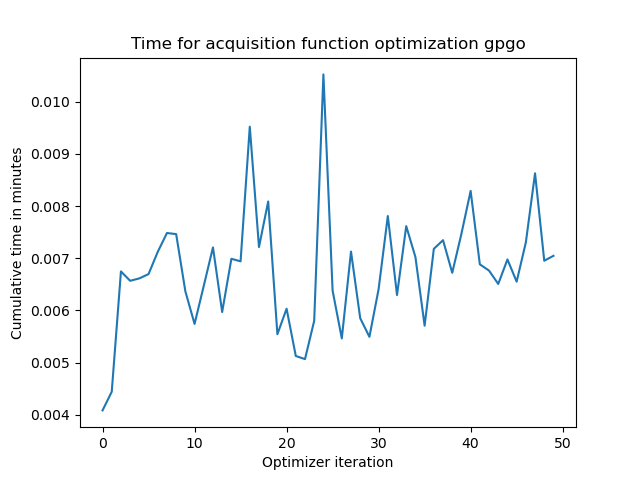 Time for acquisition function optimization gpgo
0.010
0.009
0.008
0.007
0.006
0.005
0.004
Cumulative time in minutes
0 10 20 30 40 50
Optimizer iteration